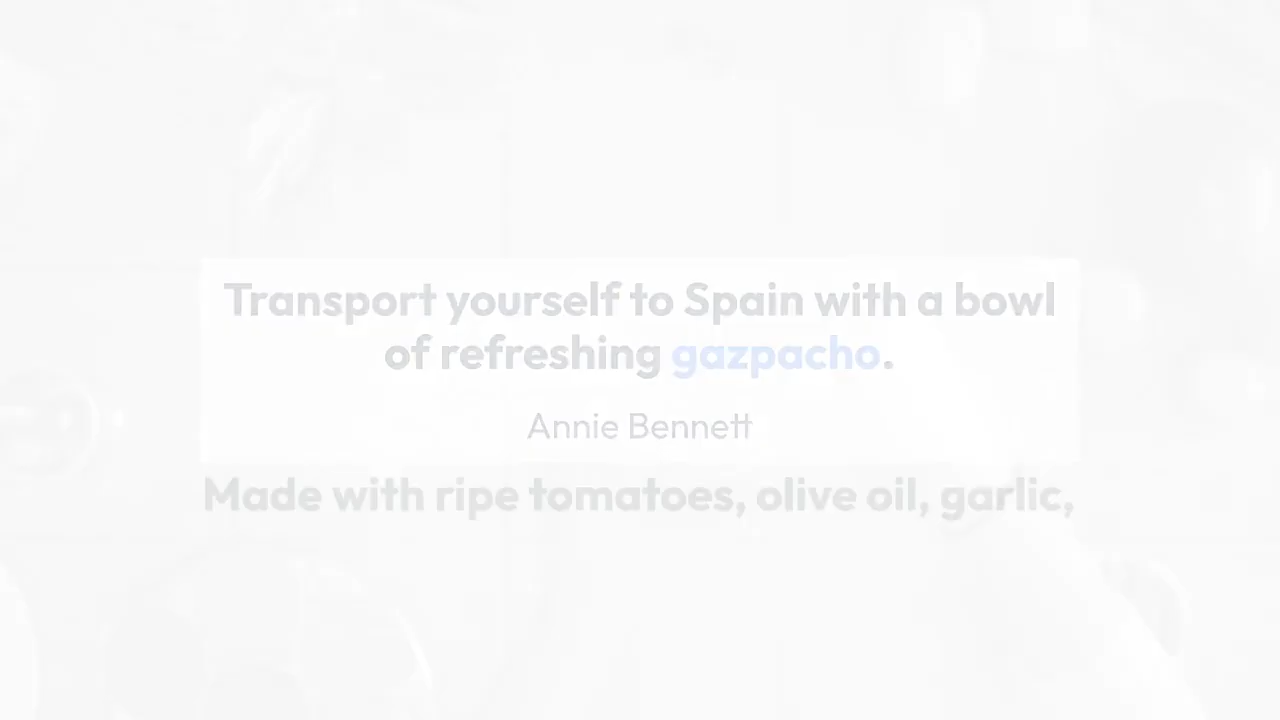 Transport yourself to Spain with a bowl
of refreshing gazpacho.
Annie Bennett
Made with ripe tomatoes, olive oil, garlic,